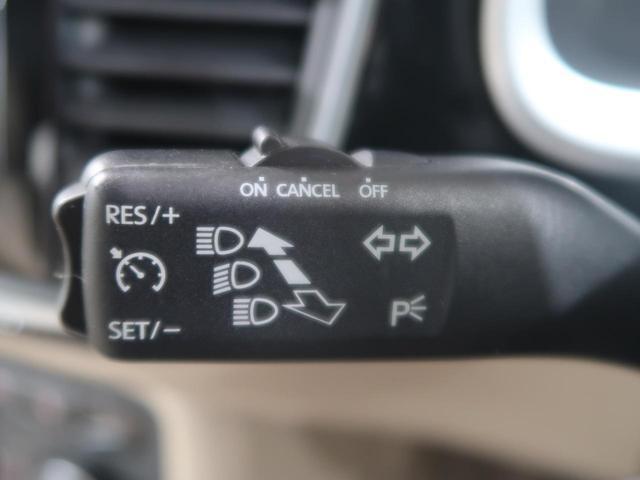 ON CANCEL OFF
RES/+
SET/-
P